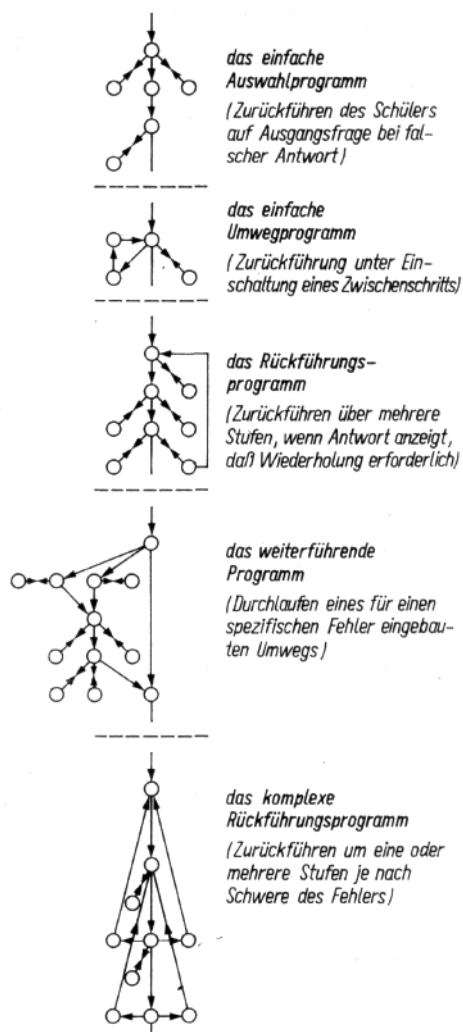 das einfache
Auswahlprogramm
(Zurückführen des Schülers
auf Ausgangsfrage bei fal-
scher Antwort)
das einfache
Umwegprogramm
(Zurückführung unter Ein-
schaltung eines Zwischenschritts)
das Rückführungs-
programm
(Zurückführen über mehrere
Stufen, wenn Antwort anzeigt,
daß Wiederholung erforderlich)
das weiterführende
Programm
(Durchlaufen eines für einen
spezifischen Fehler eingebau-
ten Umwegs)
das komplexe
Rückführungsprogramm
(Zurückführen um eine oder
mehrere Stufen je nach
Schwere des Fehlers)